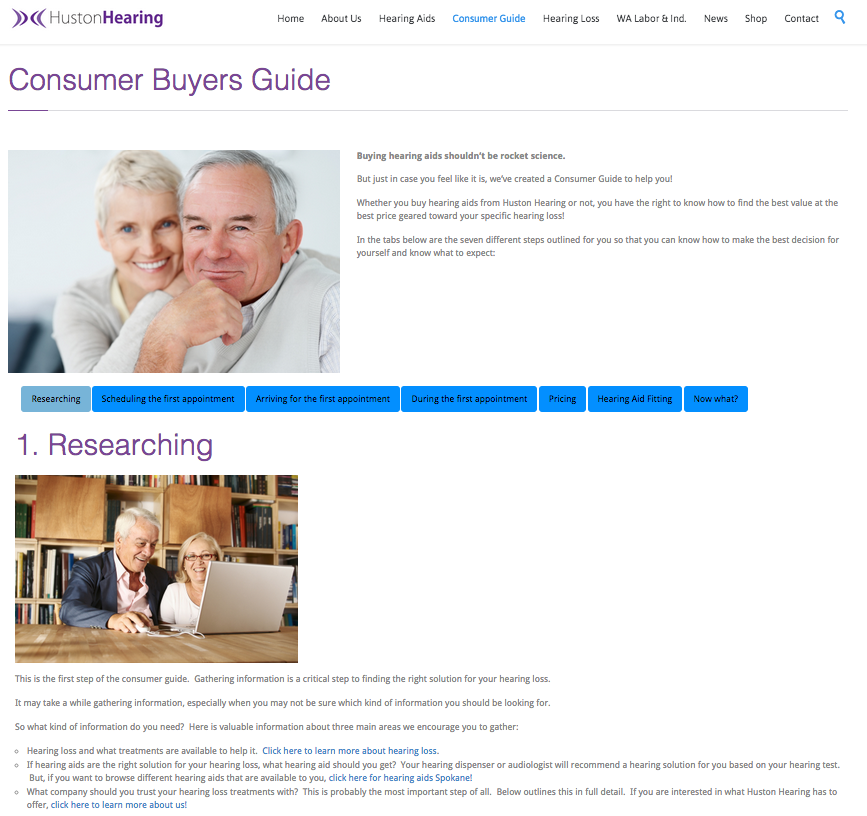 HustonHearing
Home About Us Hearing Aids Consumer Guide Hearing Loss WA Labor & Ind. News Shop Contact
Consumer Buyers Guide
Buying hearing aids shouldn't be rocket science.
But just in case you feel like it is, we've created a Consumer Guide to help you!
Whether you buy hearing aids from Huston Hearing or not, you have the right to know how to find the best value at the
best price geared toward your specific hearing loss!
In the tabs below are the seven different steps outlined for you so that you can know how to make the best decision for
yourself and know what to expect:
Researching Scheduling the first appointment Arriving for the first appointment During the first appointment Pricing Hearing Aid Fitting Now what?
1. Researching
This is the first step of the consumer guide. Gathering information is a critical step to finding the right solution for your hearing loss.
It may take a while gathering information, especially when you may not be sure which kind of information you should be looking for.
So what kind of information do you need? Here is valuable information about three main areas we encourage you to gather:
Hearing loss and what treatments are available to help it. Click here to learn more about hearing loss.
If hearing aids are the right solution for your hearing loss, what hearing aid should you get? Your hearing dispenser or audiologist will recommend a hearing solution for you based on your hearing test.
But, if you want to browse different hearing aids that are available to you, click here for hearing aids Spokane!
What company should you trust your hearing loss treatments with? This is probably the most important step of all. Below outlines this in full detail. If you are interested in what Huston Hearing has to
offer, click here to learn more about us!